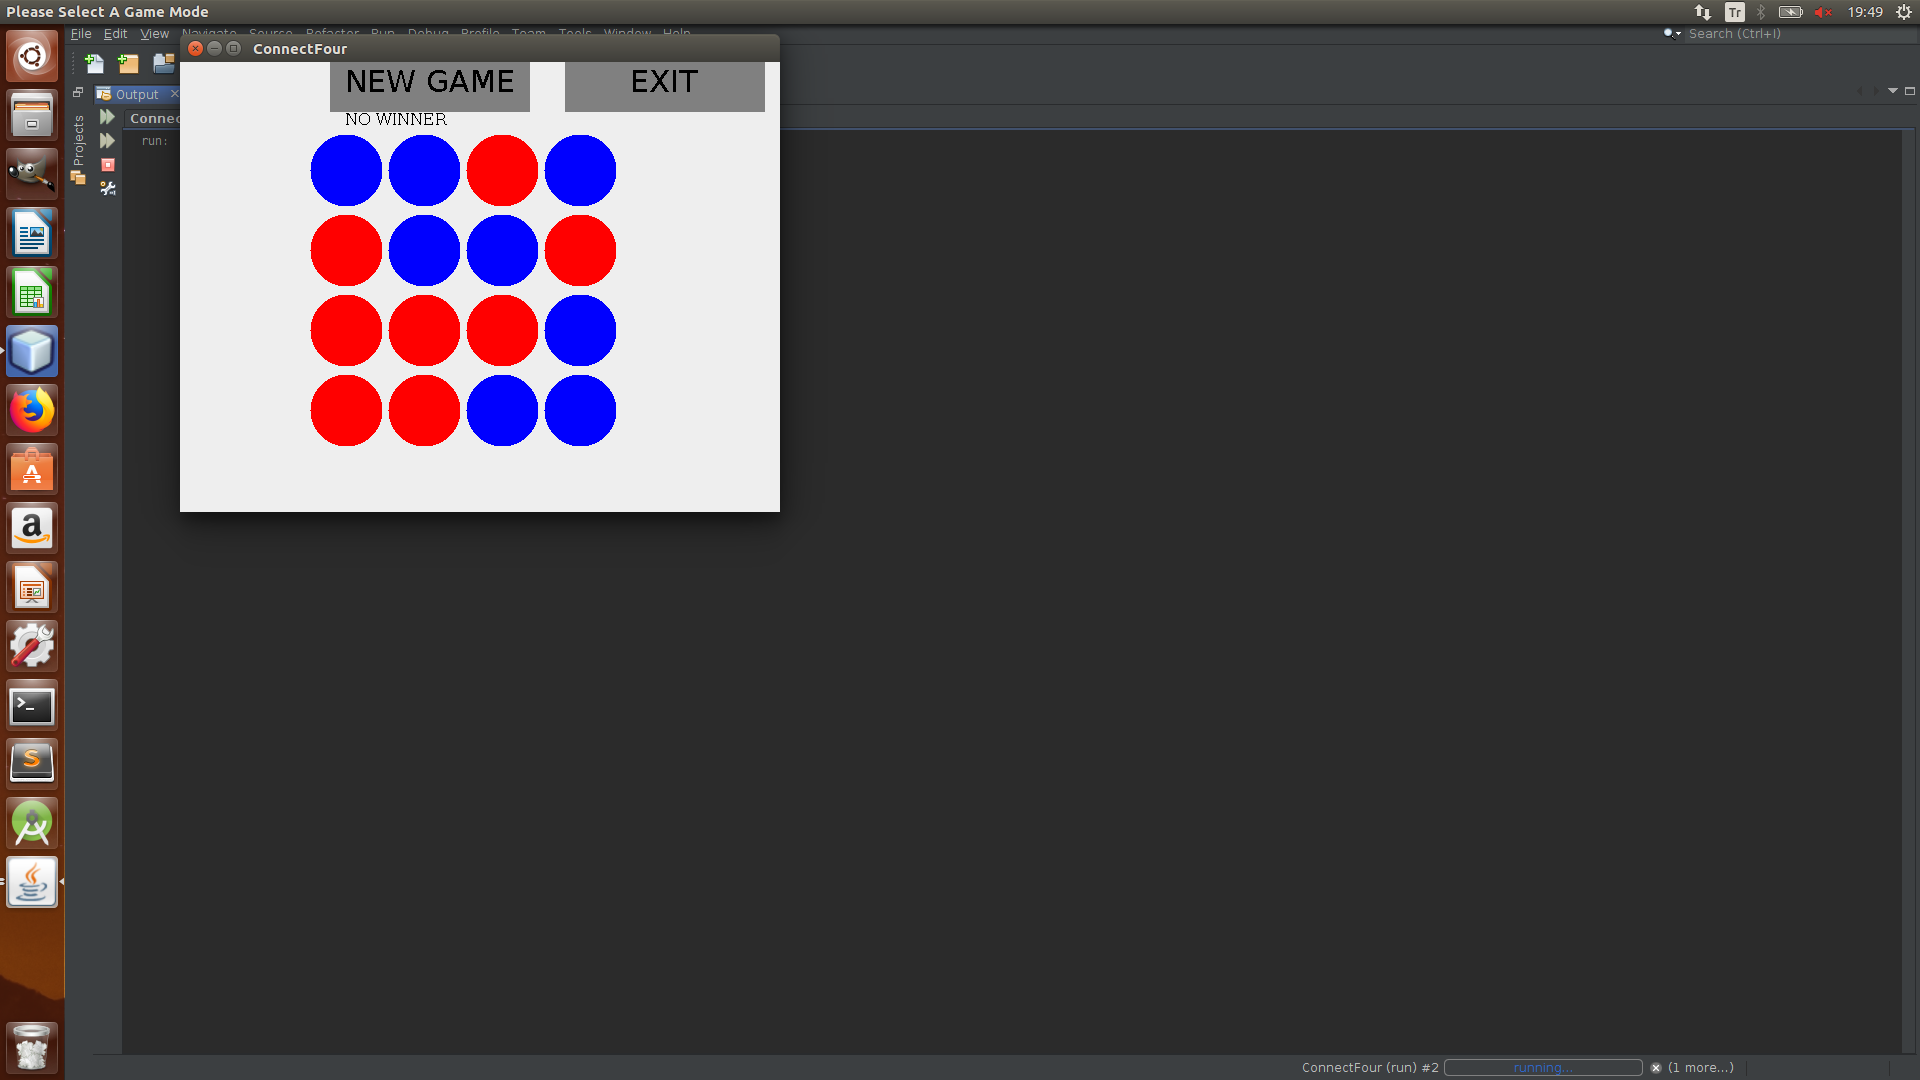 Please Select A Game Mode
Tr
19:49
File Edit View Navigate Source Refactor Run Debug Profile Team Tools Window Help
Search (Ctrl+I)
ConnectFour
NEW GAME
EXIT
Output
NO WINNER
Connec
Projects
run:
ConnectFour (run) #2
running...
(1 more...)